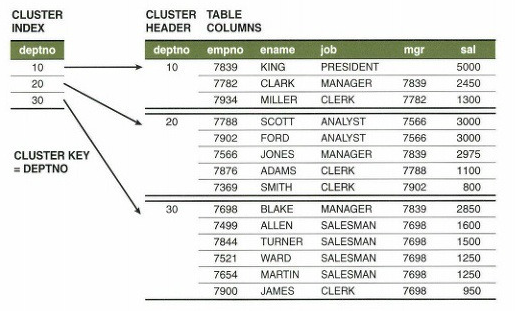 CLUSTER INDEX
CLUSTER HEADER
TABLE COLUMNS
deptno
deptno empno ename job mgr sal
10
10 7839 KING PRESIDENT 5000
20
7782 CLARK MANAGER 7839 2450
30
7934 MILLER CLERK 7782 1300
20 7788 SCOTT ANALYST 7566 3000
7902 FORD ANALYST 7566 3000
CLUSTER KEY
= DEPTNO
7566 JONES MANAGER 7839 2975
7876 ADAMS CLERK 7788 1100
7369 SMITH CLERK 7902 800
30 7698 BLAKE MANAGER 7839 2850
7499 ALLEN SALESMAN 7698 1600
7844 TURNER SALESMAN 7698 1500
7521 WARD SALESMAN 7698 1250
7654 MARTIN SALESMAN 7698 1250
7900 JAMES CLERK 7698 950